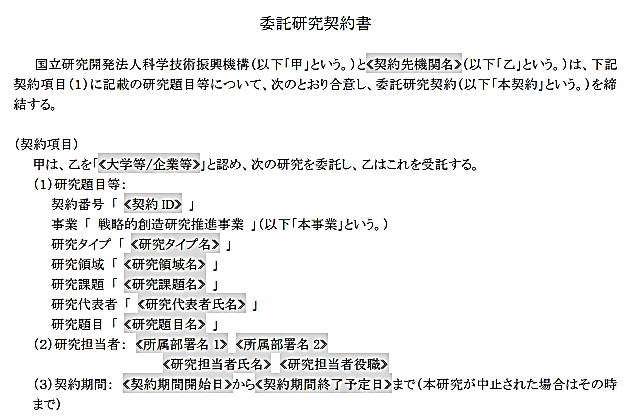 委託研究契約書
国立研究開発法人科学技術振興機構(以下「甲」という。)と《契約先機関名》(以下「乙」という。)は、下記
契約項目(1)に記載の研究題目等について、次のとおり合意し、委託研究契約(以下「本契約」という。)を締
結する。
(契約項目)
甲は、乙を「《大学等/企業等》」と認め、次の研究を委託し、乙はこれを受託する。
(1)研究題目等:
契約番号「 《契約 ID》 」
事業「 戦略的創造研究推進事業 」(以下「本事業」という。)
研究タイプ「 《研究タイプ名》 」
研究領域「 《研究領域名》 」
研究課題「 《研究課題名》 」
研究代表者「 《研究代表者氏名》 」
研究題目「 《研究題目名》 」
(2)研究担当者: 《所属部署名 1》 《所属部署名 2》
《研究担当者氏名》 《研究担当者役職》
(3)契約期間: 《契約期間開始日》から《契約期間終了予定日》まで(本研究が中止された場合はその時
まで)